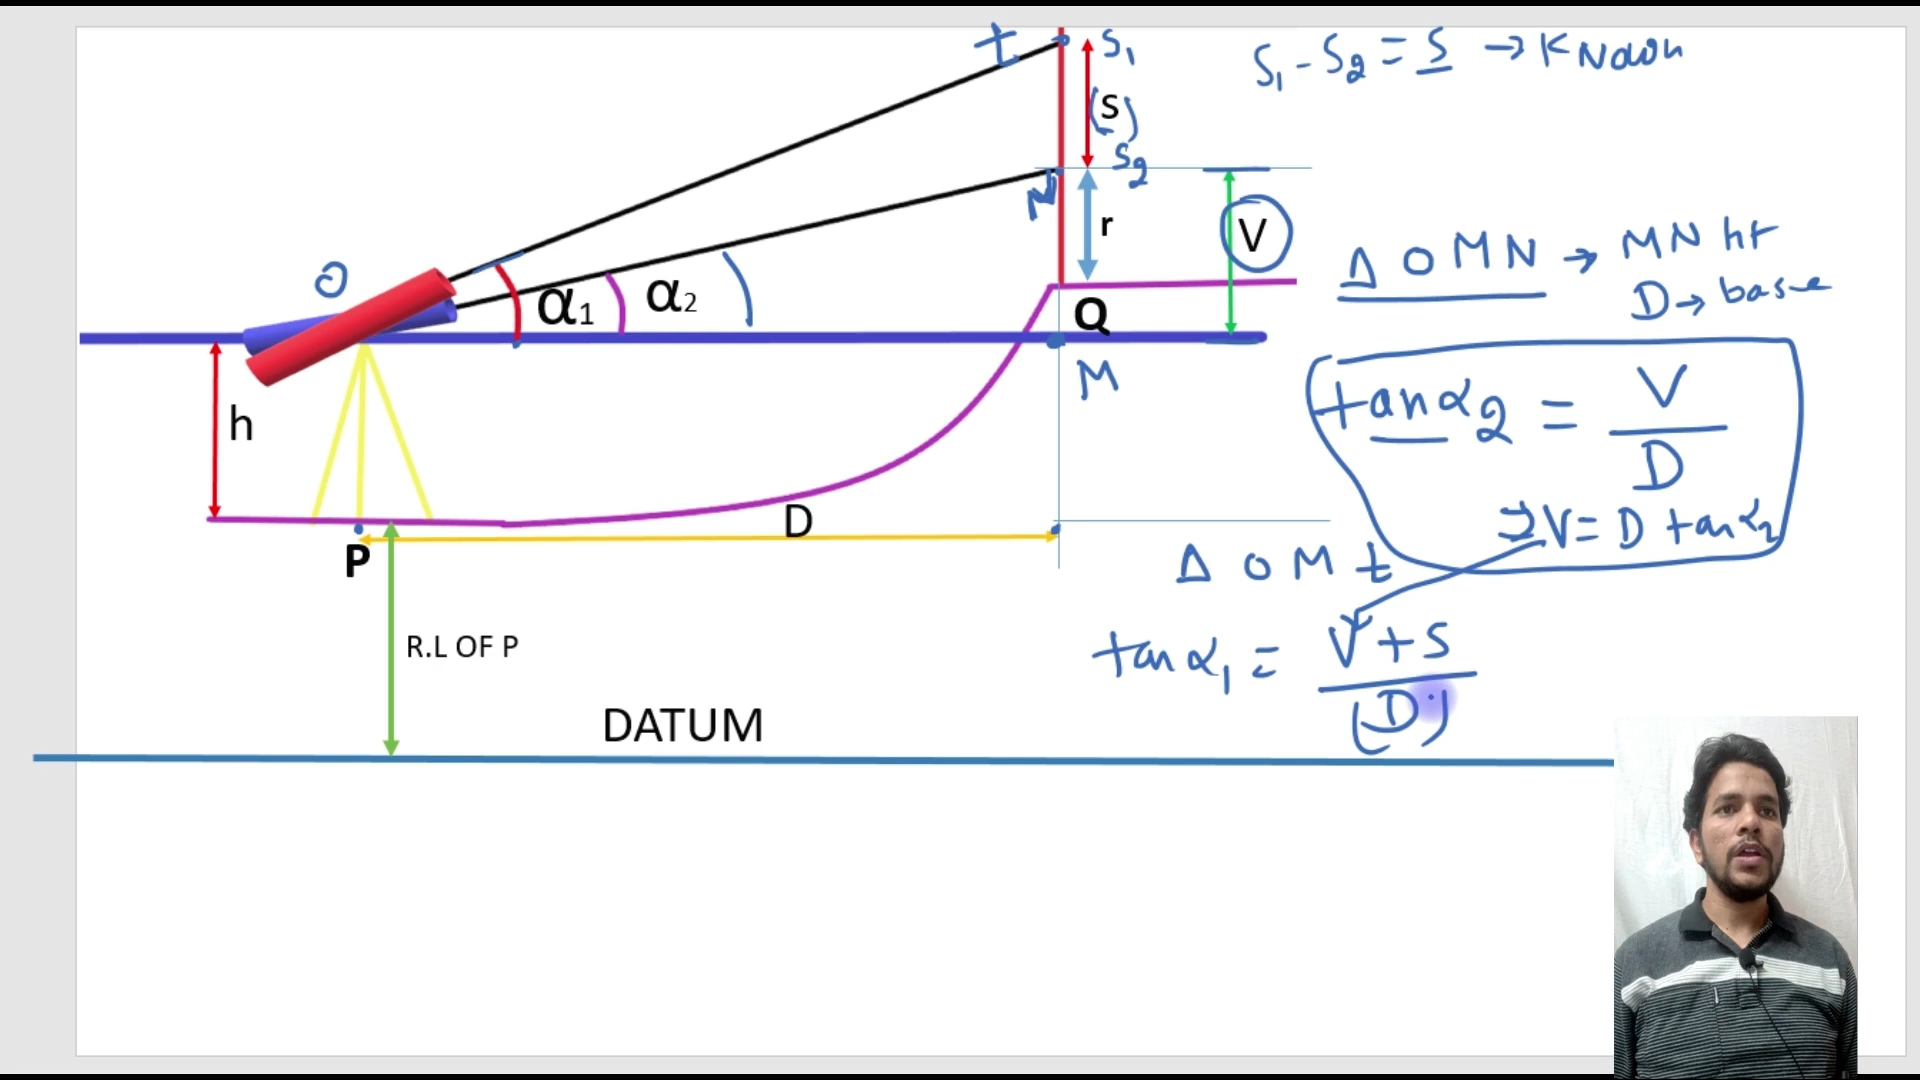 t
S1
S1 - S2 = S → KNown
(S)
S2
N
r
V
Δ OMN → MN ht
D → base
O
α1
α2
Q
M
tan α2 = V
D
⇒ V = D tan α2
h
D
P
Δ OMt
R.L OF P
tan α1 = V + S
(D)
DATUM